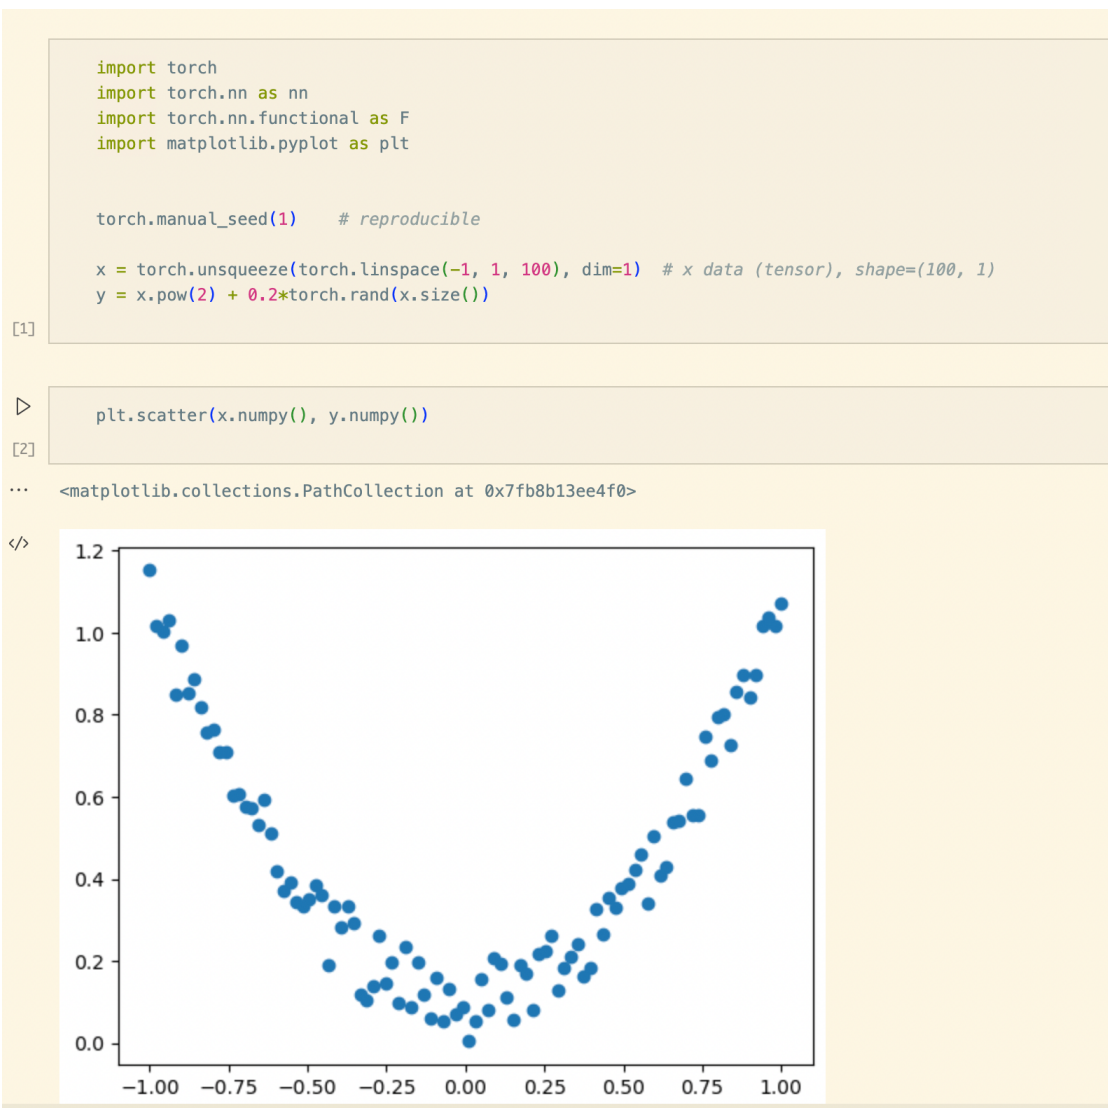 import torch
import torch.nn as nn
import torch.nn.functional as F
import matplotlib.pyplot as plt
torch.manual_seed(1)    # reproducible
x = torch.unsqueeze(torch.linspace(-1, 1, 100), dim=1)  # x data (tensor), shape=(100, 1)
y = x.pow(2) + 0.2*torch.rand(x.size())
[1]
plt.scatter(x.numpy(), y.numpy())
[2]
... <matplotlib.collections.PathCollection at 0x7fb8b13ee4f0>
</>
1.2
1.0
0.8
0.6
0.4
0.2
0.0
−1.00 −0.75 −0.50 −0.25 0.00 0.25 0.50 0.75 1.00